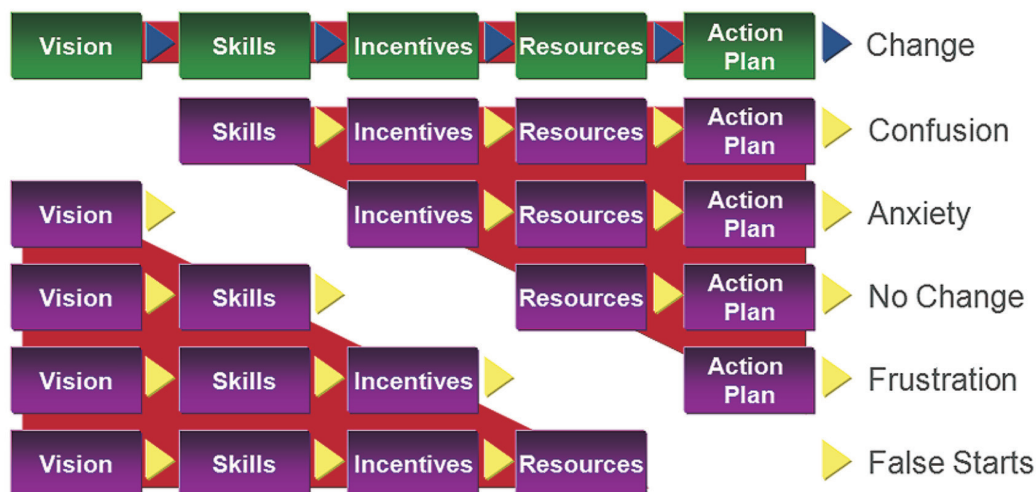 Vision Skills Incentives Resources Action Plan Change
Skills Incentives Resources Action Plan Confusion
Vision Incentives Resources Action Plan Anxiety
Vision Skills Resources Action Plan No Change
Vision Skills Incentives Action Plan Frustration
Vision Skills Incentives Resources False Starts